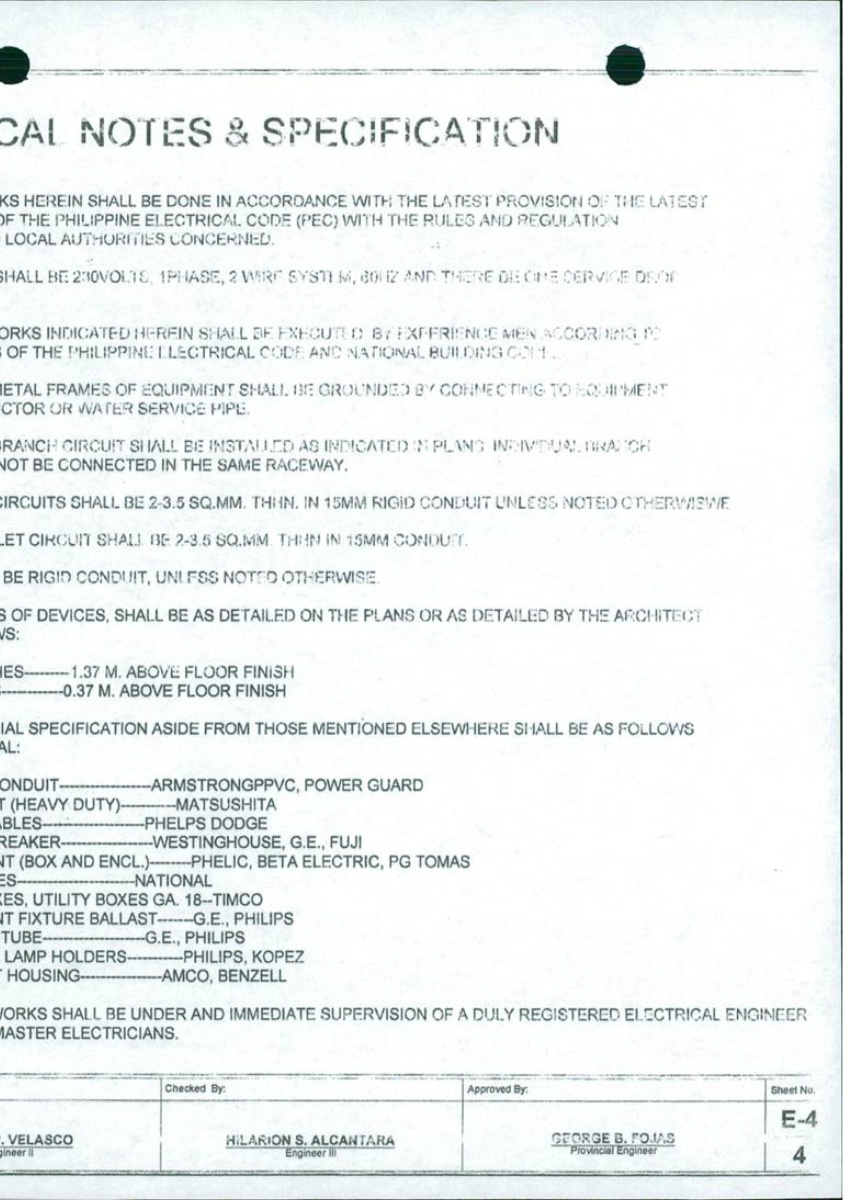 CAL NOTES & SPECIFICATION
KS HEREIN SHALL BE DONE IN ACCORDANCE WITH THE LATEST PROVISION OF THE LATEST
OF THE PHILIPPINE ELECTRICAL CODE (PEC) WITH THE RULES AND REGULATION
LOCAL AUTHORITIES CONCERNED.
SHALL BE 230VOLTS, 1PHASE, 2 WIRE SYSTEM, 60HZ AND THERE BE ONE SERVICE DROP
ORKS INDICATED HEREIN SHALL BE EXECUTED BY EXPERIENCE MEN ACCORDING TO
S OF THE PHILIPPINE ELECTRICAL CODE AND NATIONAL BUILDING CODE.
METAL FRAMES OF EQUIPMENT SHALL BE GROUNDED BY CONNECTING TO EQUIPMENT
CTOR OR WATER SERVICE PIPE.
BRANCH CIRCUIT SHALL BE INSTALLED AS INDICATED IN PLANS INDIVIDUAL BRANCH
NOT BE CONNECTED IN THE SAME RACEWAY.
CIRCUITS SHALL BE 2-3.5 SQ.MM. THHN. IN 15MM RIGID CONDUIT UNLESS NOTED OTHERWISWE
LET CIRCUIT SHALL BE 2-3.5 SQ.MM. THHN IN 15MM CONDUIT.
BE RIGID CONDUIT, UNLESS NOTED OTHERWISE.
S OF DEVICES, SHALL BE AS DETAILED ON THE PLANS OR AS DETAILED BY THE ARCHITECT
WS:
HES--------1.37 M. ABOVE FLOOR FINISH
S-----------0.37 M. ABOVE FLOOR FINISH
IAL SPECIFICATION ASIDE FROM THOSE MENTIONED ELSEWHERE SHALL BE AS FOLLOWS
AL:
ONDUIT-----------------ARMSTRONGPPVC, POWER GUARD
T (HEAVY DUTY)----------MATSUSHITA
ABLES-------------------PHELPS DODGE
REAKER-----------------WESTINGHOUSE, G.E., FUJI
NT (BOX AND ENCL.)-------PHELIC, BETA ELECTRIC, PG TOMAS
ES---------------------NATIONAL
XES, UTILITY BOXES GA. 18--TIMCO
NT FIXTURE BALLAST------G.E., PHILIPS
TUBE-------------------G.E., PHILIPS
LAMP HOLDERS----------PHILIPS, KOPEZ
T HOUSING---------------AMCO, BENZELL
WORKS SHALL BE UNDER AND IMMEDIATE SUPERVISION OF A DULY REGISTERED ELECTRICAL ENGINEER
MASTER ELECTRICIANS.
Checked By:
Approved By:
Sheet No.
. VELASCO
gineer II
HILARION S. ALCANTARA
Engineer III
GEORGE B. FOJAS
Provincial Engineer
E-4
4